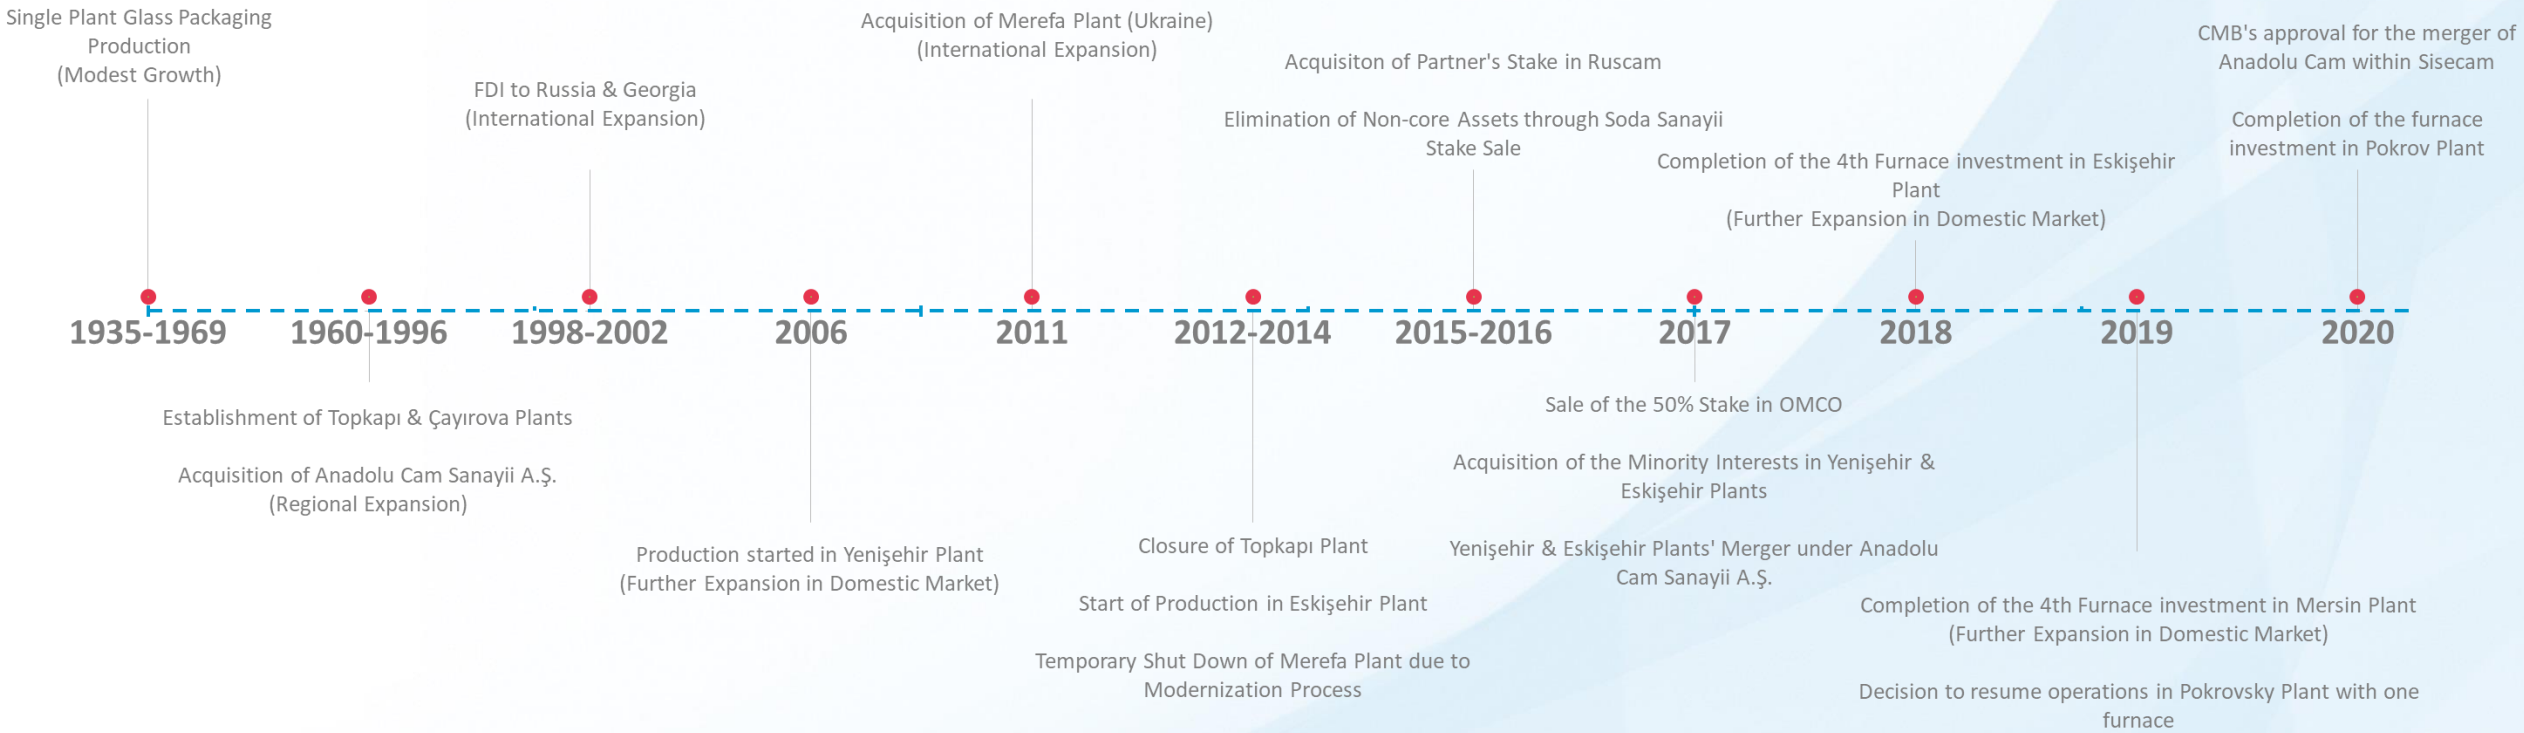 Single Plant Glass Packaging
Production
(Modest Growth)
FDI to Russia & Georgia
(International Expansion)
Acquisition of Merefa Plant (Ukraine)
(International Expansion)
Acquisiton of Partner's Stake in Ruscam
Elimination of Non-core Assets through Soda Sanayii
Stake Sale
Completion of the 4th Furnace investment in Eskişehir
Plant
(Further Expansion in Domestic Market)
CMB's approval for the merger of
Anadolu Cam within Sisecam
Completion of the furnace
investment in Pokrov Plant
1935-1969
1960-1996
1998-2002
2006
2011
2012-2014
2015-2016
2017
2018
2019
2020
Establishment of Topkapı & Çayırova Plants
Acquisition of Anadolu Cam Sanayii A.Ş.
(Regional Expansion)
Production started in Yenişehir Plant
(Further Expansion in Domestic Market)
Closure of Topkapı Plant
Start of Production in Eskişehir Plant
Temporary Shut Down of Merefa Plant due to
Modernization Process
Sale of the 50% Stake in OMCO
Acquisition of the Minority Interests in Yenişehir &
Eskişehir Plants
Yenişehir & Eskişehir Plants' Merger under Anadolu
Cam Sanayii A.Ş.
Completion of the 4th Furnace investment in Mersin Plant
(Further Expansion in Domestic Market)
Decision to resume operations in Pokrovsky Plant with one
furnace